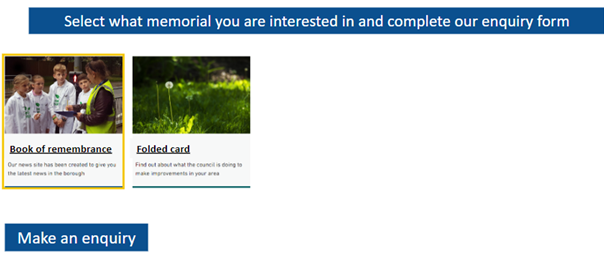 Select what memorial you are interested in and complete our enquiry form
Book of remembrance
Our news site has been created to give you
the latest news in the borough
Folded card
Find out about what the council is doing to
make improvements in your area
Make an enquiry